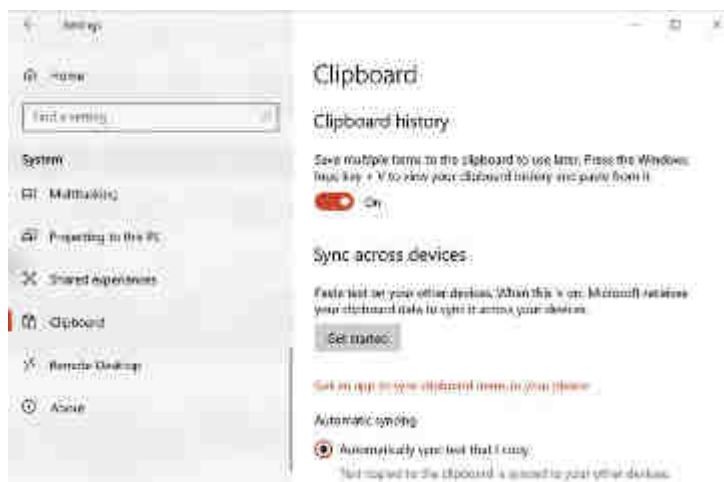 Settings
Home
Find a setting
System
Multitasking
Projecting to this PC
Shared experiences
Clipboard
Remote Desktop
About
Clipboard
Clipboard history
Save multiple items to the clipboard to use later. Press the Windows
logo key + V to view your clipboard history and paste from it.
On
Sync across devices
Paste text on your other devices. When this is on, Microsoft receives
your clipboard data to sync it across your devices.
Get started
Get an app to sync clipboard items to your phone
Automatic syncing
Automatically sync text that I copy
Text copied to the clipboard is synced to your other devices.